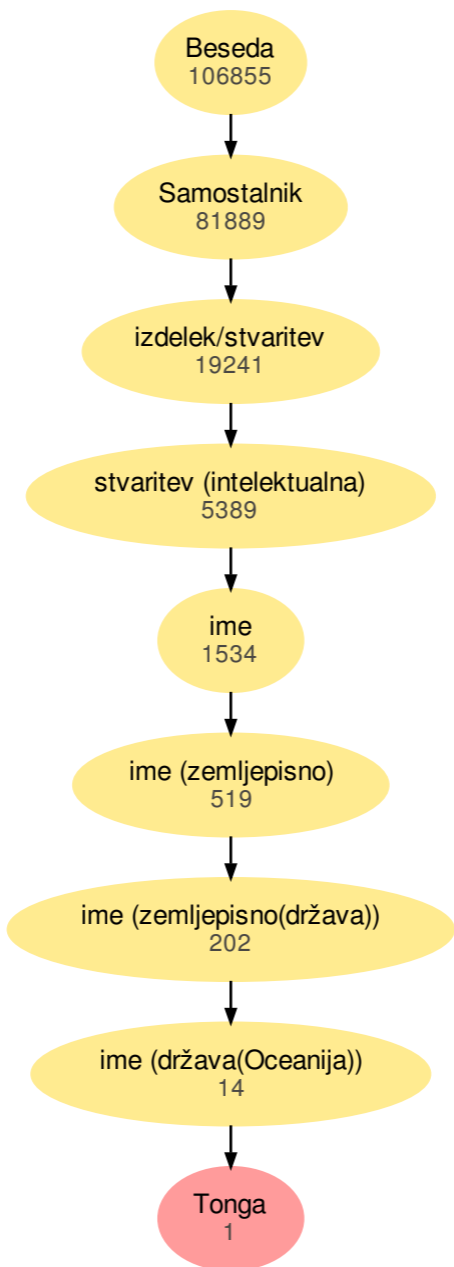 Beseda
106855
Samostalnik
81889
izdelek/stvaritev
19241
stvaritev (intelektualna)
5389
ime
1534
ime (zemljepisno)
519
ime (zemljepisno(država))
202
ime (država(Oceanija))
14
Tonga
1